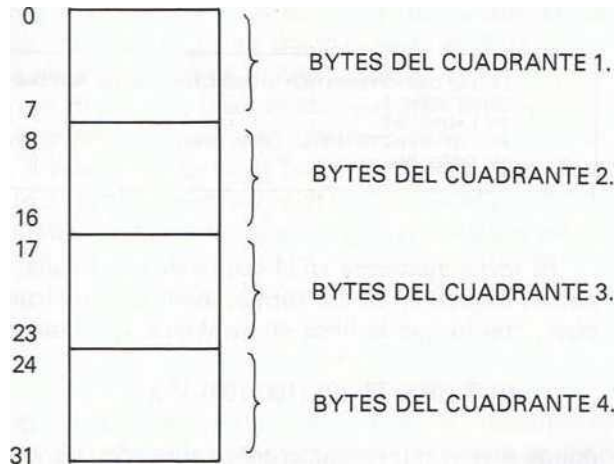 0
BYTES DEL CUADRANTE 1.
7
8
BYTES DEL CUADRANTE 2.
16
17
BYTES DEL CUADRANTE 3.
23
24
BYTES DEL CUADRANTE 4.
31